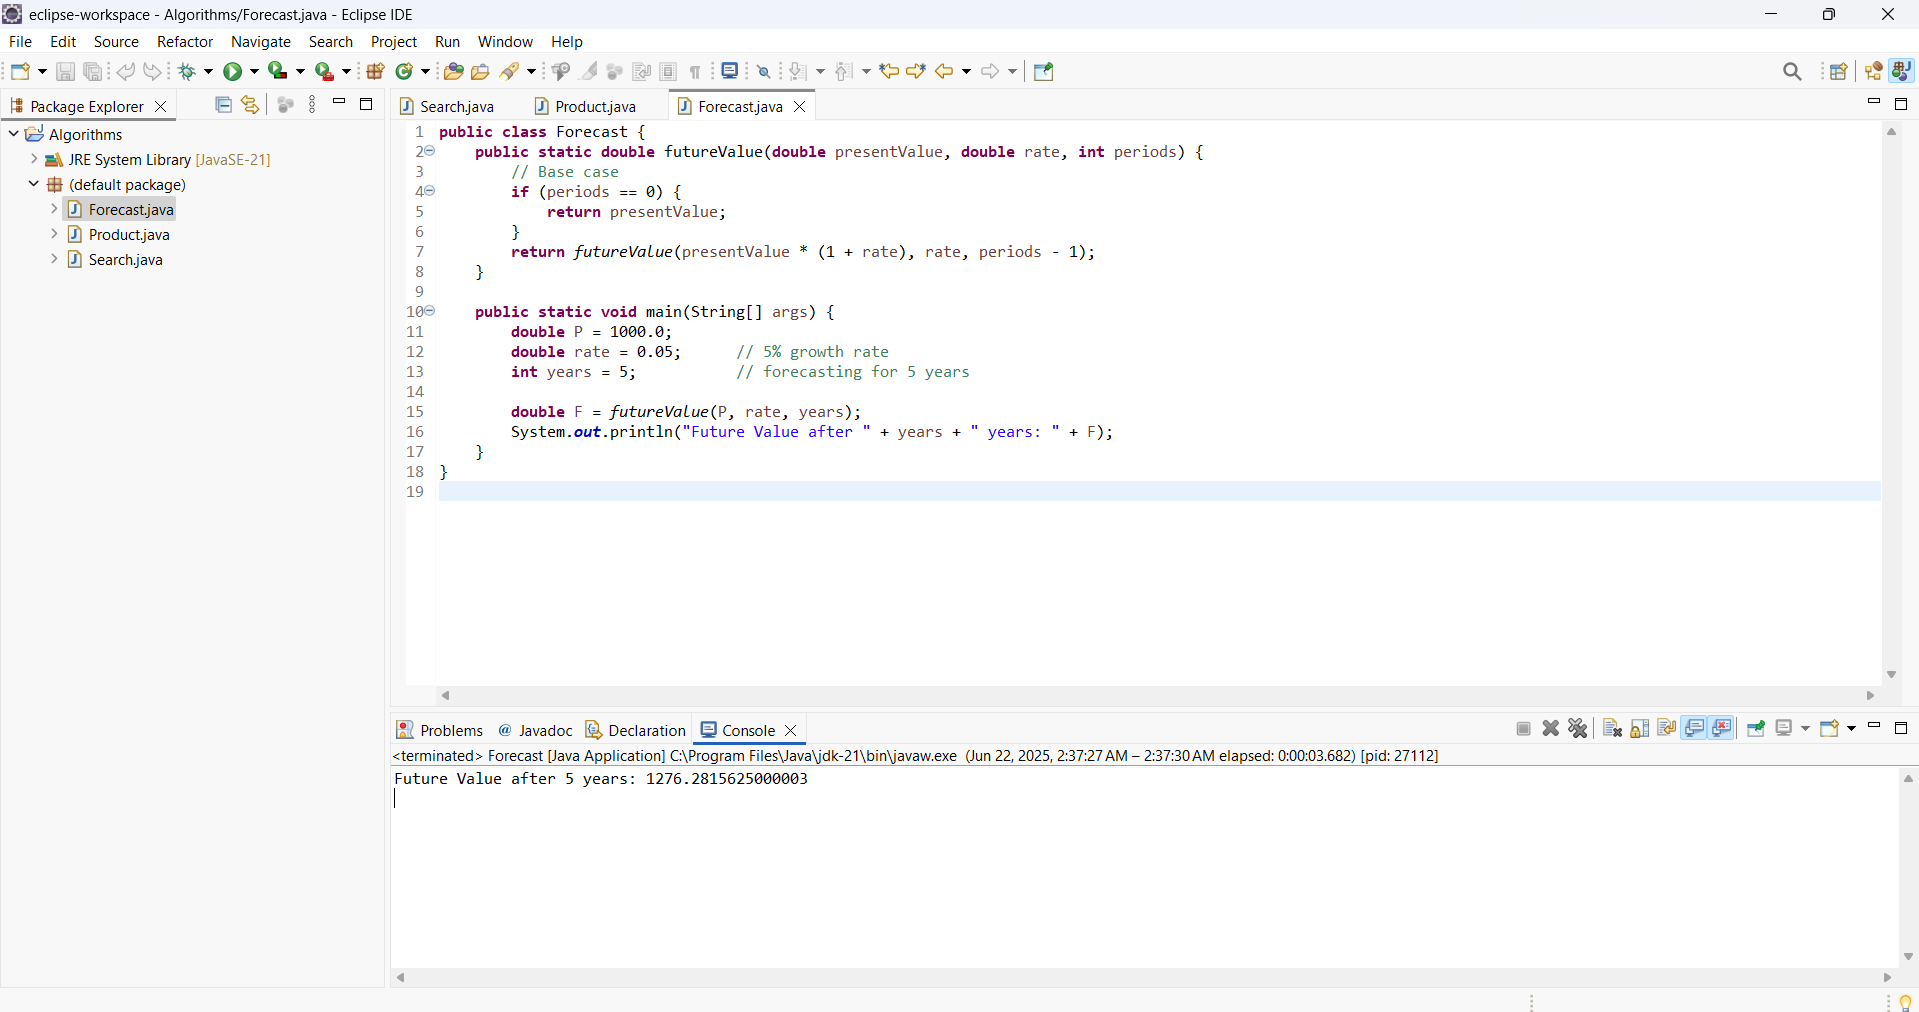 eclipse-workspace - Algorithms/Forecast.java - Eclipse IDE
File Edit Source Refactor Navigate Search Project Run Window Help
Package Explorer
Algorithms
JRE System Library [JavaSE-21]
(default package)
Forecast.java
Product.java
Search.java
Search.java Product.java Forecast.java
1 public class Forecast {
2 public static double futureValue(double presentValue, double rate, int periods) {
3 // Base case
4 if (periods == 0) {
5 return presentValue;
6 }
7 return futureValue(presentValue * (1 + rate), rate, periods - 1);
8 }
9
10 public static void main(String[] args) {
11 double P = 1000.0;
12 double rate = 0.05; // 5% growth rate
13 int years = 5; // forecasting for 5 years
14
15 double F = futureValue(P, rate, years);
16 System.out.println("Future Value after " + years + " years: " + F);
17 }
18 }
19
Problems @ Javadoc Declaration Console
<terminated> Forecast [Java Application] C:\Program Files\Java\jdk-21\bin\javaw.exe (Jun 22, 2025, 2:37:27 AM – 2:37:30 AM elapsed: 0:00:03.682) [pid: 27112]
Future Value after 5 years: 1276.2815625000003